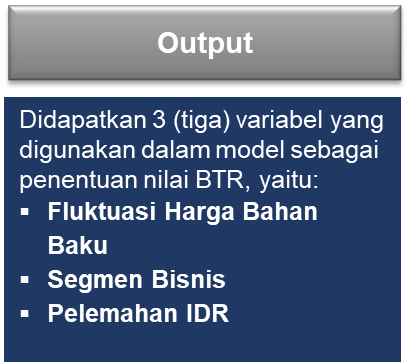 Output
Didapatkan 3 (tiga) variabel yang
digunakan dalam model sebagai
penentuan nilai BTR, yaitu:
▪ Fluktuasi Harga Bahan
Baku
▪ Segmen Bisnis
▪ Pelemahan IDR